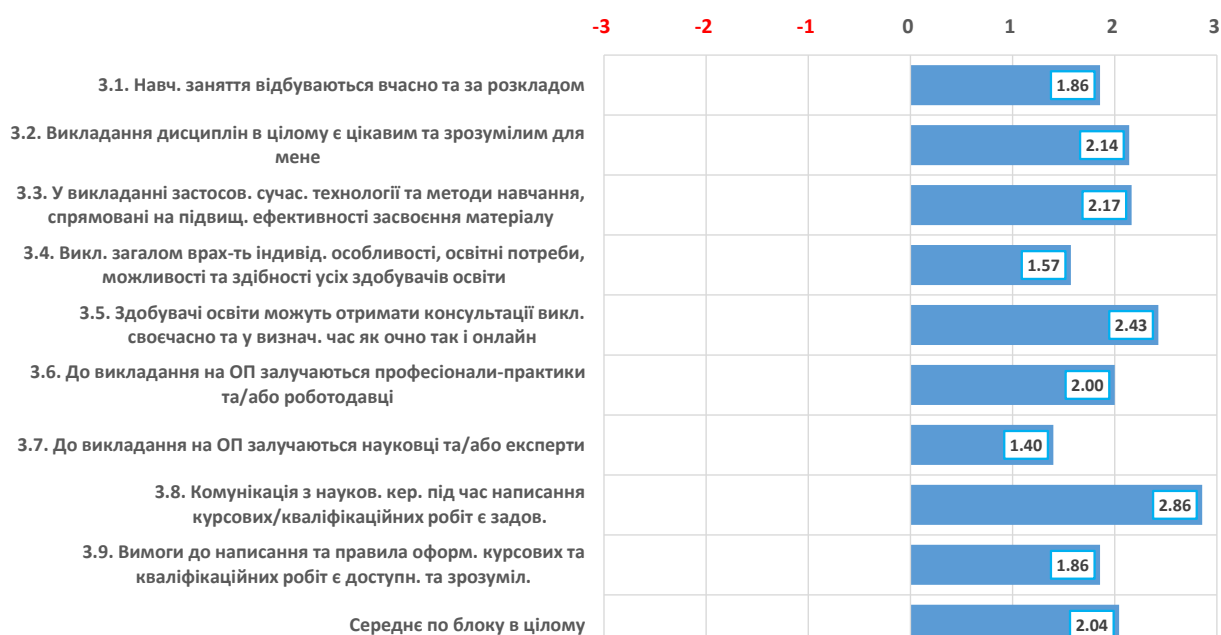 -3 -2 -1 0 1 2 3
3.1. Навч. заняття відбуваються вчасно та за розкладом
1.86
3.2. Викладання дисциплін в цілому є цікавим та зрозумілим для
мене
2.14
3.3. У викладанні застосов. сучас. технології та методи навчання,
спрямовані на підвищ. ефективності засвоєння матеріалу
2.17
3.4. Викл. загалом врах-ть індивід. особливості, освітні потреби,
можливості та здібності усіх здобувачів освіти
1.57
3.5. Здобувачі освіти можуть отримати консультації викл.
своєчасно та у визнач. час як очно так і онлайн
2.43
3.6. До викладання на ОП залучаються професіонали-практики
та/або роботодавці
2.00
3.7. До викладання на ОП залучаються науковці та/або експерти
1.40
3.8. Комунікація з науков. кер. під час написання
курсових/кваліфікаційних робіт є задов.
2.86
3.9. Вимоги до написання та правила оформ. курсових та
кваліфікаційних робіт є доступн. та зрозуміл.
1.86
Середнє по блоку в цілому
2.04